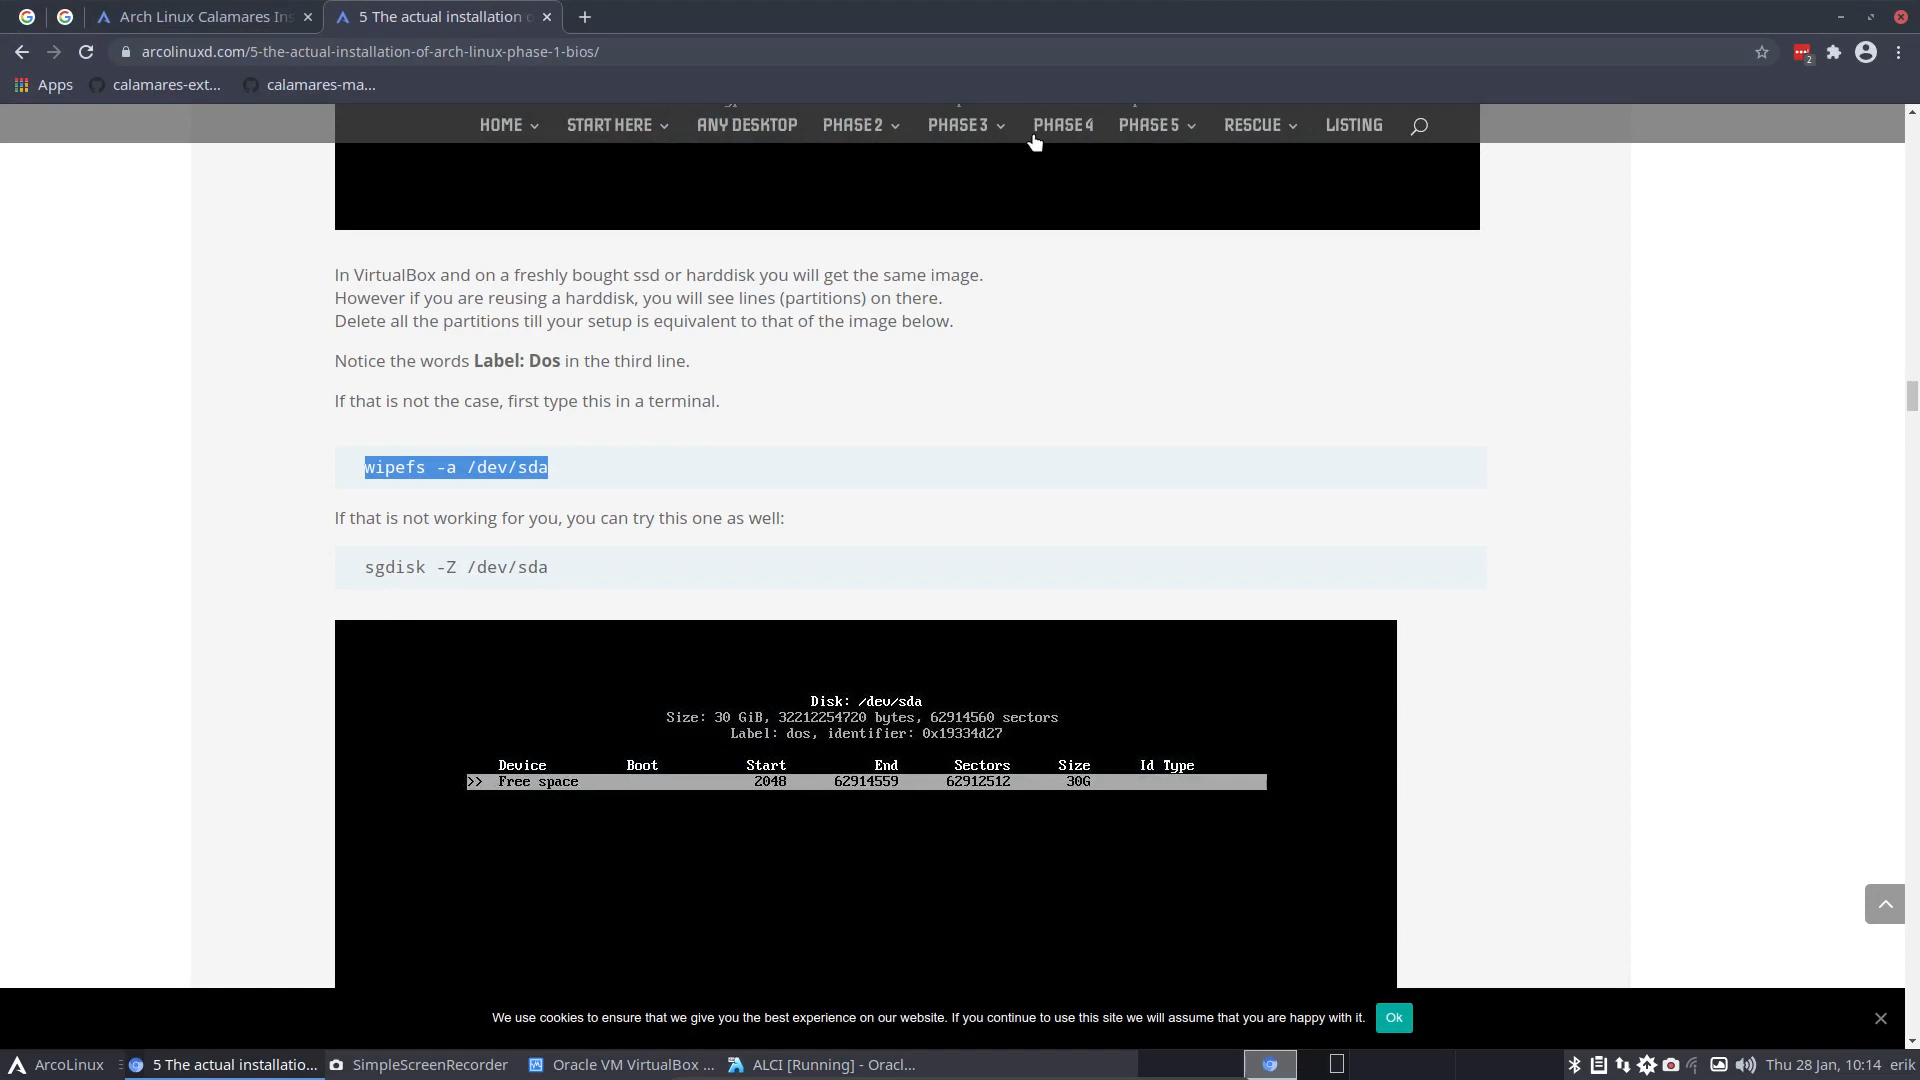 Arch Linux Calamares Ins
5 The actual installation o
arcolinuxd.com/5-the-actual-installation-of-arch-linux-phase-1-bios/
2
Apps
calamares-ext...
calamares-ma...
HOME
START HERE
ANY DESKTOP
PHASE 2
PHASE 3
PHASE 4
PHASE 5
RESCUE
LISTING
In VirtualBox and on a freshly bought ssd or harddisk you will get the same image.
However if you are reusing a harddisk, you will see lines (partitions) on there.
Delete all the partitions till your setup is equivalent to that of the image below.
Notice the words Label: Dos in the third line.
If that is not the case, first type this in a terminal.
wipefs -a /dev/sda
If that is not working for you, you can try this one as well:
sgdisk -Z /dev/sda
Disk: /dev/sda
Size: 30 GiB, 32212254720 bytes, 62914560 sectors
Label: dos, identifier: 0x19334d27
Device Boot Start End Sectors Size Id Type
>> Free space 2048 62914559 62912512 30G
We use cookies to ensure that we give you the best experience on our website. If you continue to use this site we will assume that you are happy with it.
Ok
ArcoLinux
5 The actual installatio...
SimpleScreenRecorder
Oracle VM VirtualBox ...
ALCI [Running] - Oracl...
Thu 28 Jan, 10:14
erik